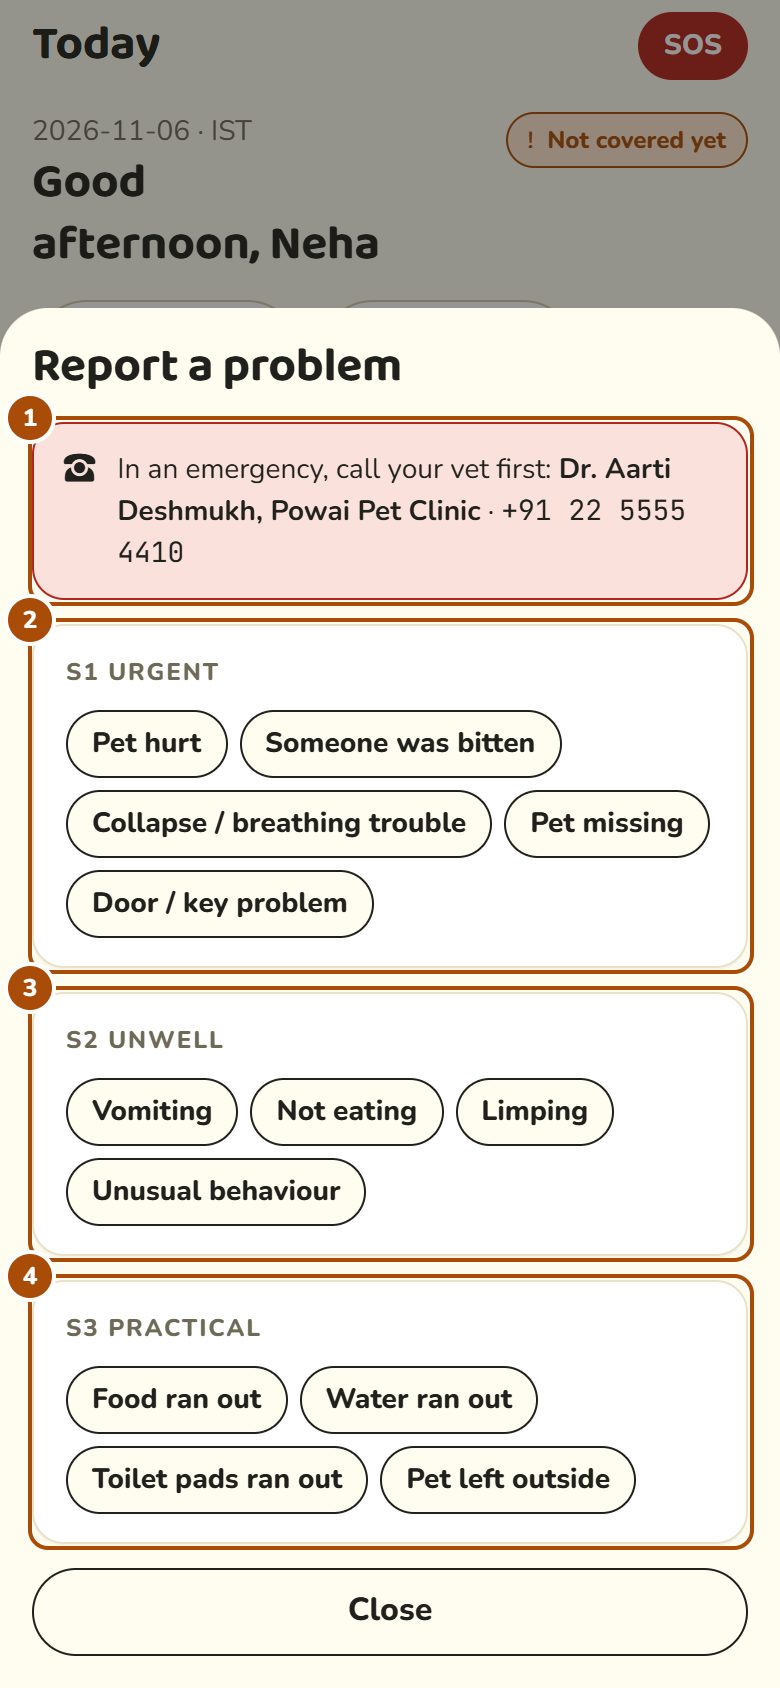 Today
SOS
2026-11-06 · IST
! Not covered yet
Good
afternoon, Neha
Report a problem
1
In an emergency, call your vet first: Dr. Aarti
Deshmukh, Powai Pet Clinic · +91 22 5555
4410
2
S1 URGENT
Pet hurt
Someone was bitten
Collapse / breathing trouble
Pet missing
Door / key problem
3
S2 UNWELL
Vomiting
Not eating
Limping
Unusual behaviour
4
S3 PRACTICAL
Food ran out
Water ran out
Toilet pads ran out
Pet left outside
Close